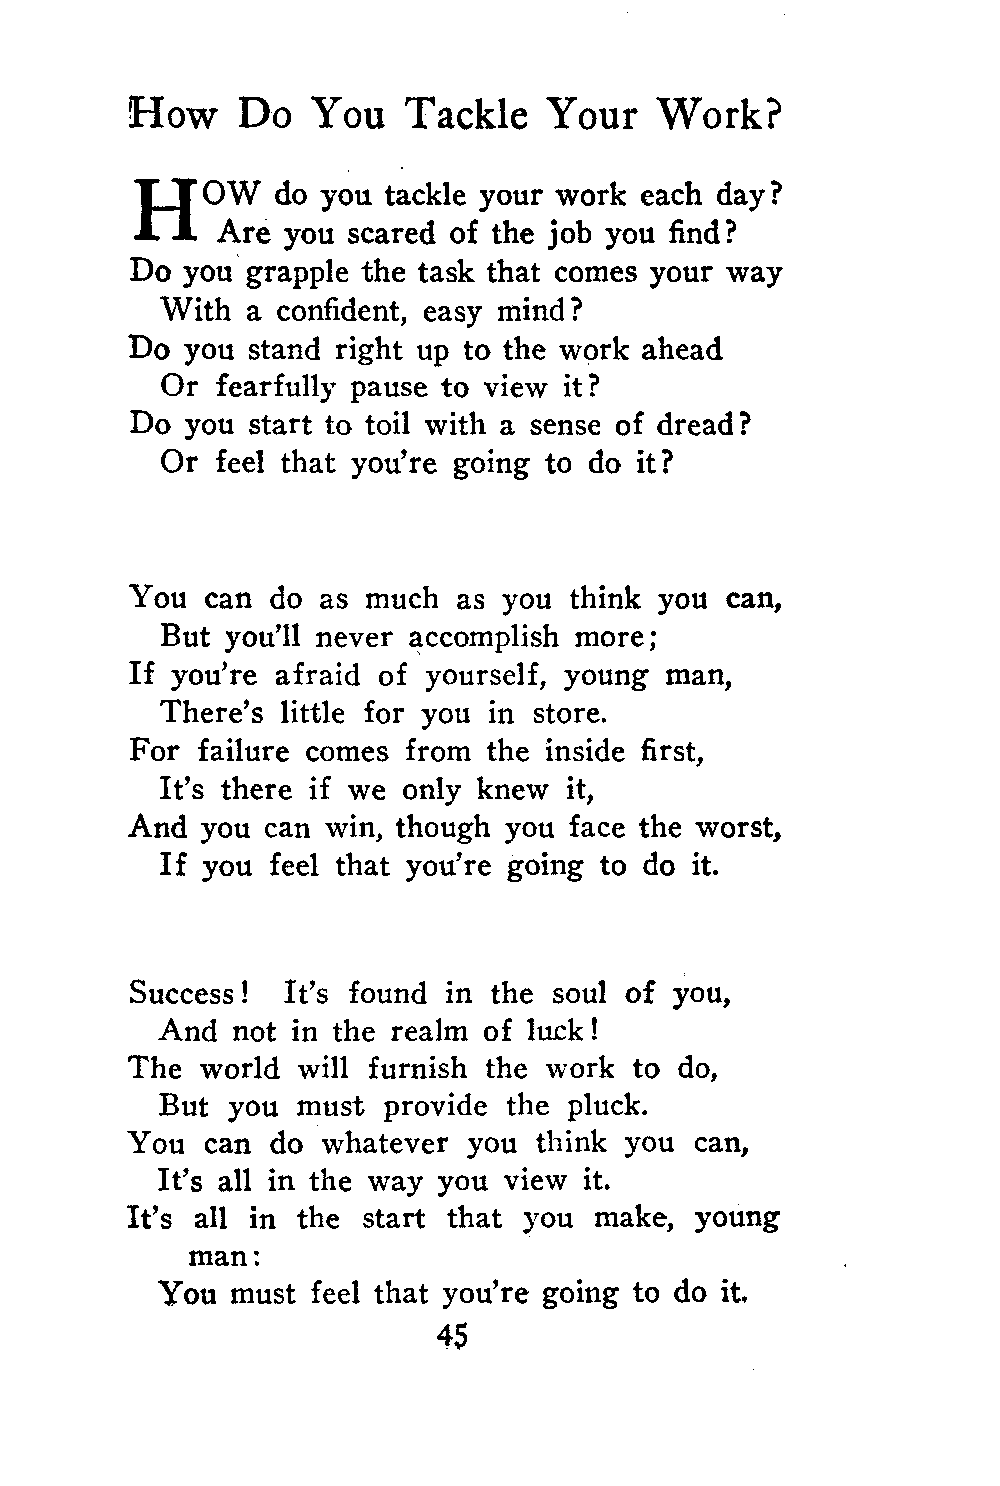 How Do You Tackle Your Work?
HOW do you tackle your work each day?
Are you scared of the job you find?
Do you grapple the task that comes your way
With a confident, easy mind?
Do you stand right up to the work ahead
Or fearfully pause to view it?
Do you start to toil with a sense of dread?
Or feel that you're going to do it?
You can do as much as you think you can,
But you'll never accomplish more;
If you're afraid of yourself, young man,
There's little for you in store.
For failure comes from the inside first,
It's there if we only knew it,
And you can win, though you face the worst,
If you feel that you're going to do it.
Success! It's found in the soul of you,
And not in the realm of luck!
The world will furnish the work to do,
But you must provide the pluck.
You can do whatever you think you can,
It's all in the way you view it.
It's all in the start that you make, young
man:
You must feel that you're going to do it.
45